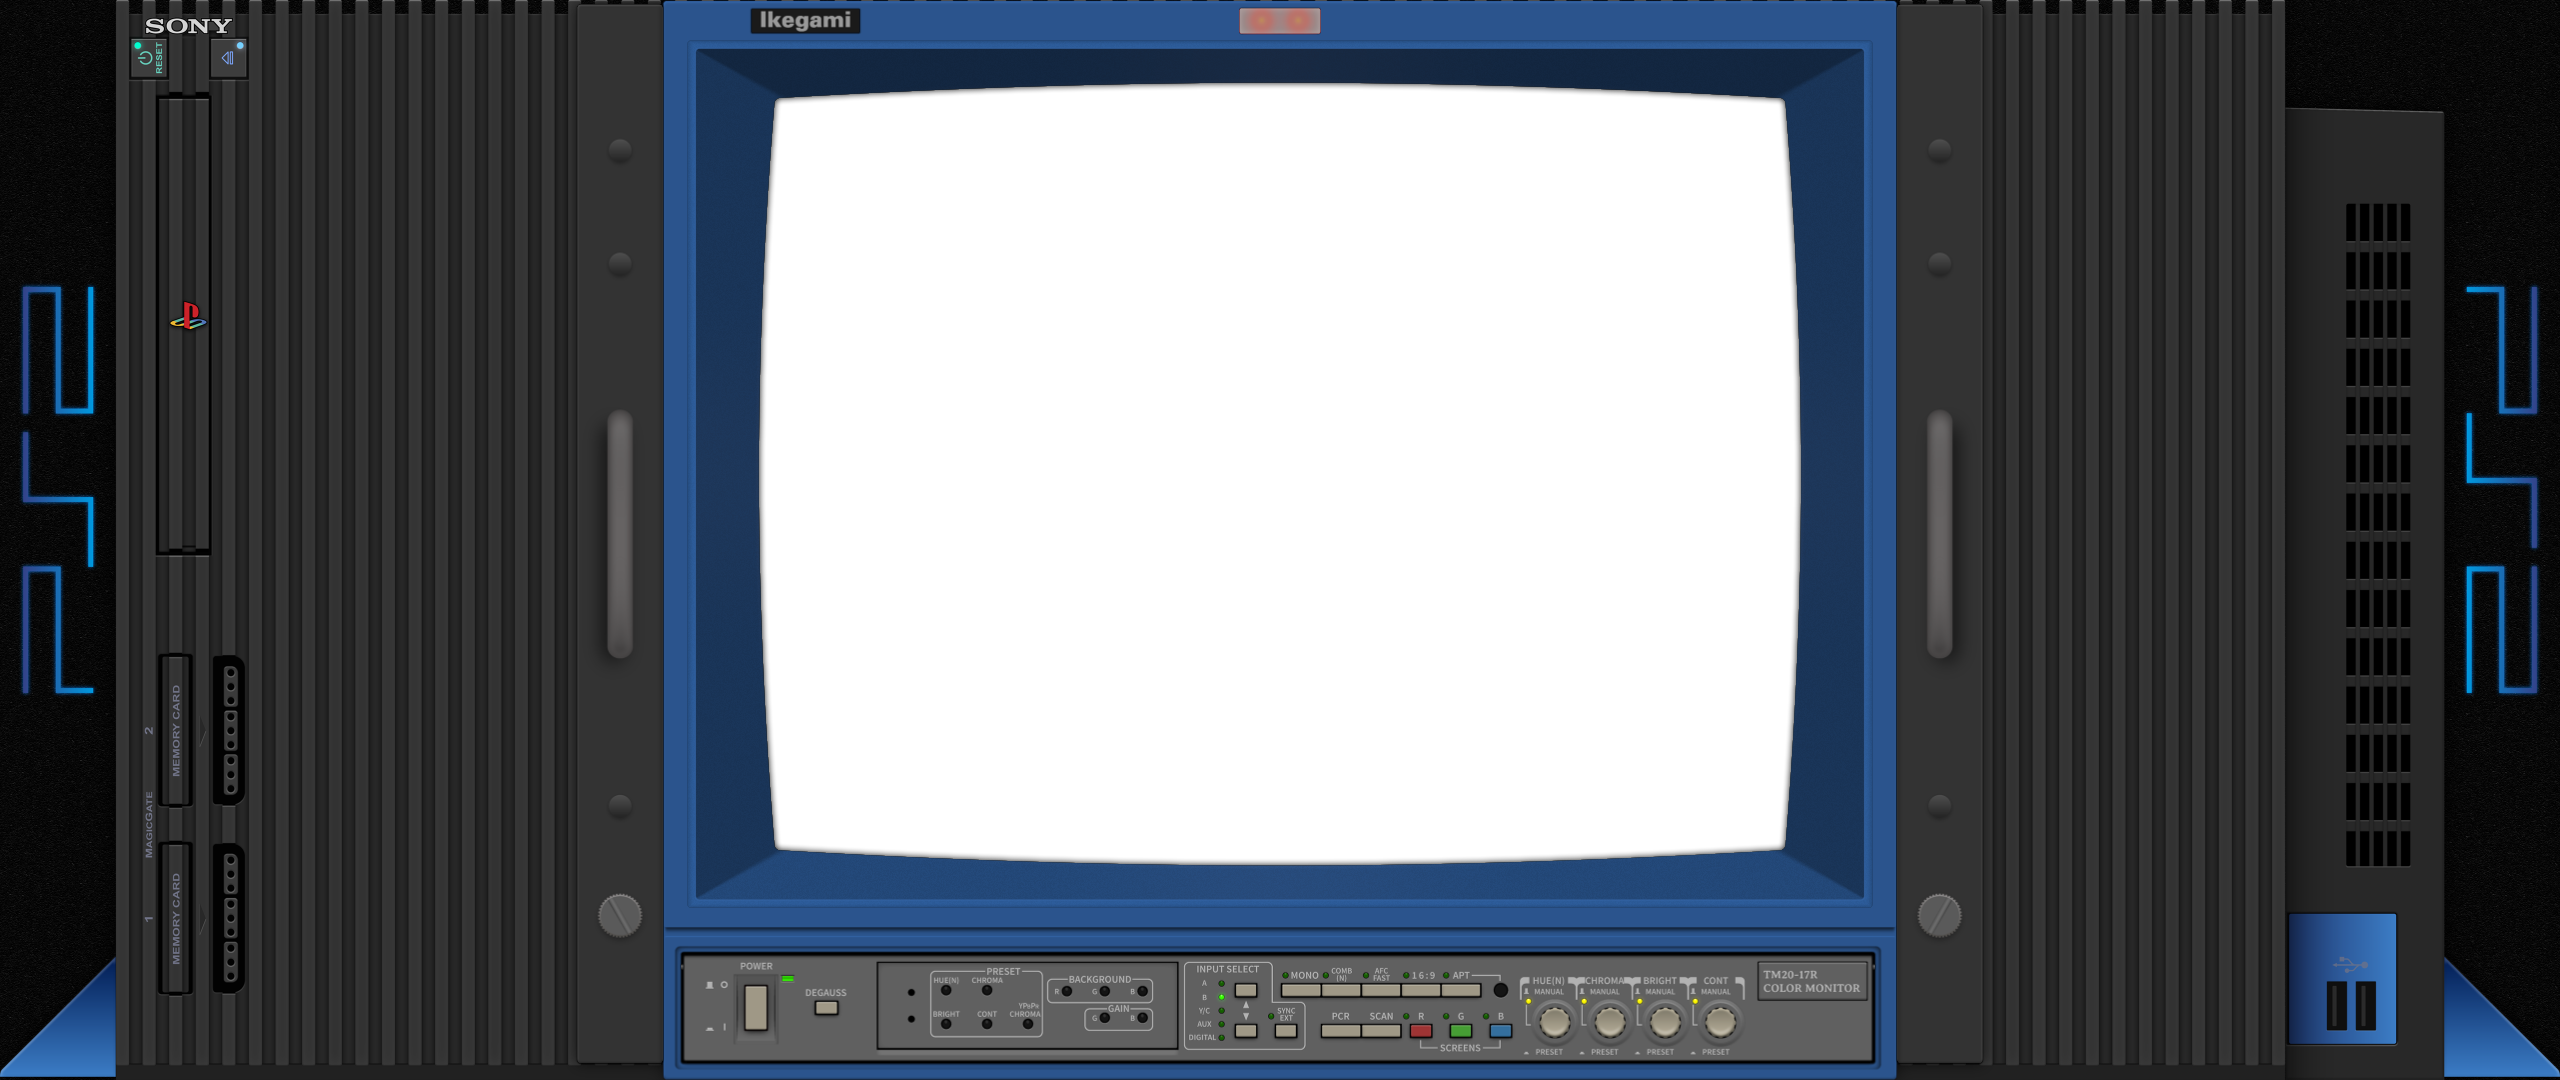 SONY
RESET
MEMORY CARD
2
MAGICGATE
MEMORY CARD
1
Ikegami
POWER
DEGAUSS
PRESET
HUE(N)
CHROMA
BRIGHT
CONT
YPBPR
CHROMA
BACKGROUND
R
G
B
GAIN
G
B
INPUT SELECT
A
B
Y/C
AUX
DIGITAL
SYNC
EXT
MONO
COMB
(N)
AFC
FAST
16:9
APT
PCR
SCAN
R
G
B
SCREENS
HUE(N)
CHROMA
BRIGHT
CONT
MANUAL
MANUAL
MANUAL
MANUAL
PRESET
PRESET
PRESET
PRESET
TM20-17R
COLOR MONITOR